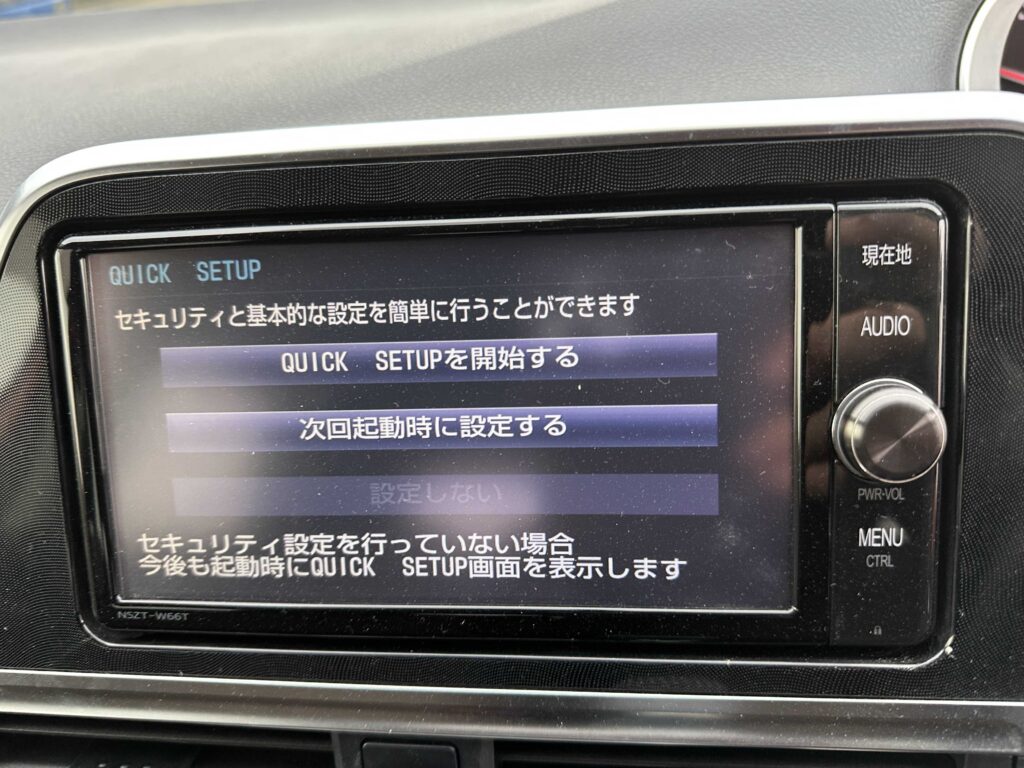 QUICK SETUP
セキュリティと基本的な設定を簡単に行うことができます
QUICK SETUPを開始する
次回起動時に設定する
設定しない
セキュリティ設定を行っていない場合
今後も起動時にQUICK SETUP画面を表示します
NSZT-W66T
現在地
AUDIO
PWR-VOL
MENU
CTRL